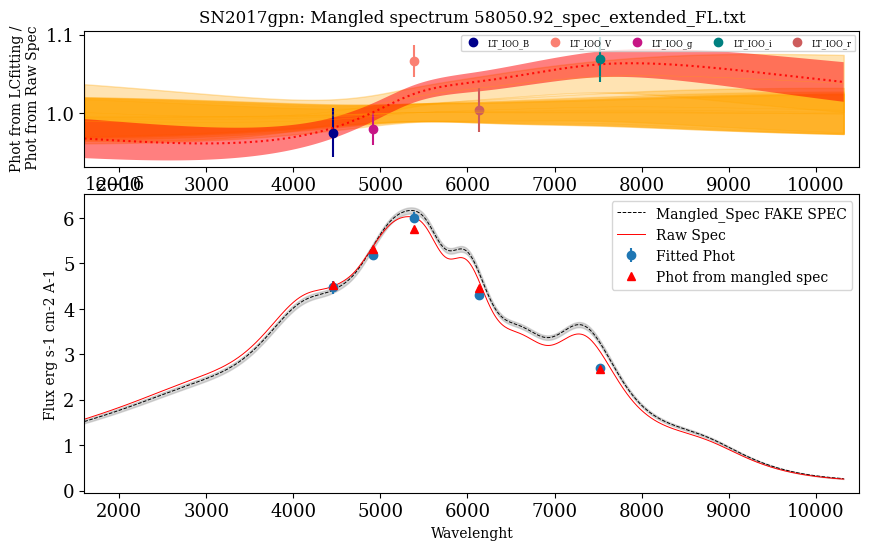 SN2017gpn: Mangled spectrum 58050.92_spec_extended_FL.txt
Phot from LCfitting /
Phot from Raw Spec
1.1
1.0
LT_IOO_B LT_IOO_V LT_IOO_g LT_IOO_i LT_IOO_r
2000 3000 4000 5000 6000 7000 8000 9000 10000
1e−16
Flux erg s-1 cm-2 A-1
6
5
4
3
2
1
0
Mangled_Spec FAKE SPEC
Raw Spec
Fitted Phot
Phot from mangled spec
2000 3000 4000 5000 6000 7000 8000 9000 10000
Wavelenght